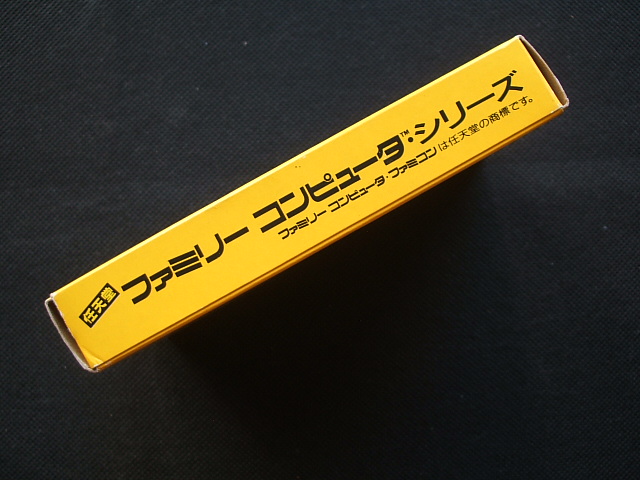 任天堂 ファミリー コンピュータ™・シリーズ
ファミリー コンピュータ・ファミコンは任天堂の商標です。